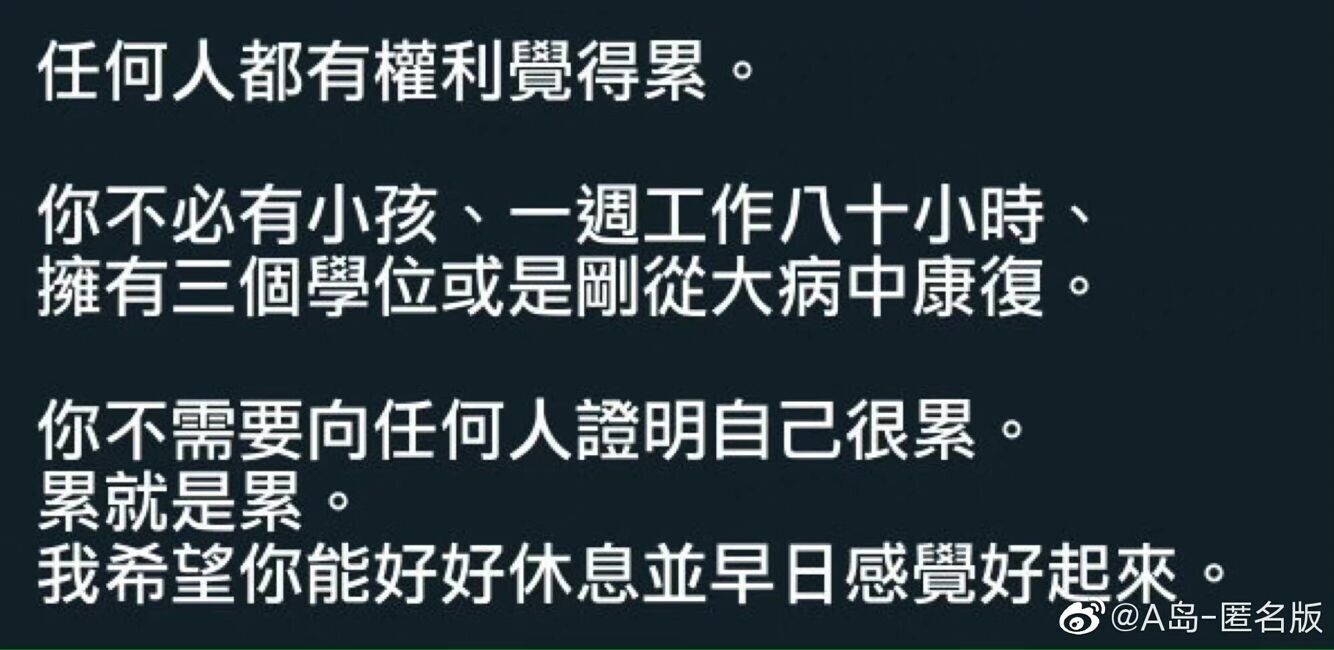 任何人都有權利覺得累。
你不必有小孩、一週工作八十小時、
擁有三個學位或是剛從大病中康復。
你不需要向任何人證明自己很累。
累就是累。
我希望你能好好休息並早日感覺好起來。
@A岛-匿名版